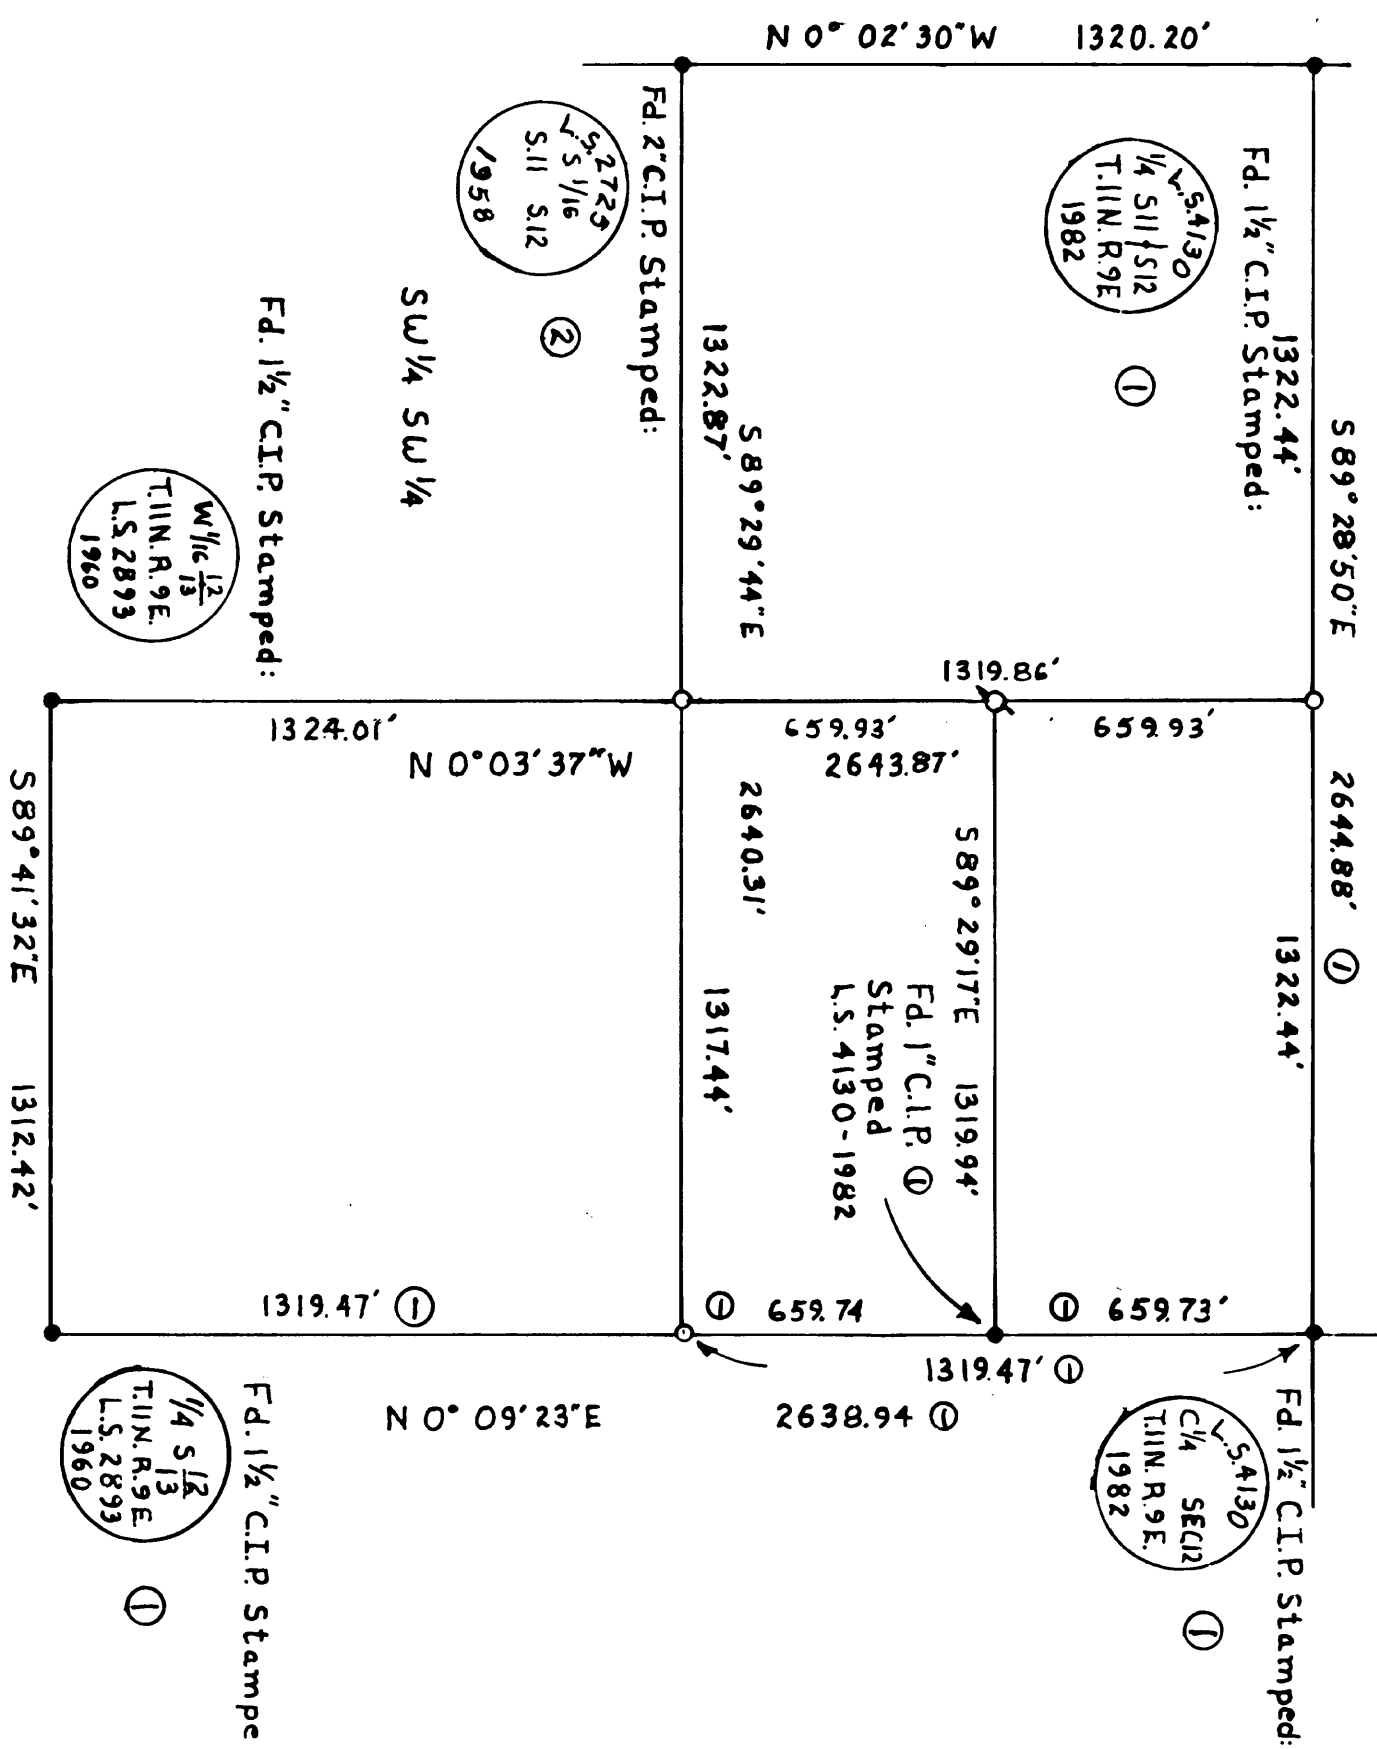 N 0° 02'30"W 1320.20'
S 89° 28'50"E 2644.88' ①
1322.44'
1322.44'
Fd. 1½" C.I.P. Stamped:
L.S.4130
1/4 S11 S12
T.11N. R.9E
1982
①
Fd. 2" C.I.P. Stamped:
L.S.2725
S 1/16
S.11 S.12
1958
②
S 89°29'44"E 2640.31'
1322.87'
1317.44'
SW 1/4 SW 1/4
Fd. 1½" C.I.P. Stamped:
W 1/16 12
13
T.11N. R.9E.
L.S.2893
1960
1319.86'
659.93'
659.93'
2643.87'
1324.01'
N 0°03'37"W
S 89° 29'17"E 1319.94'
Fd. 1" C.I.P. ①
Stamped
L.S. 4130-1982
S 89°41'32"E 1312.42'
1319.47' ①
① 659.74
① 659.73'
1319.47' ①
2638.94 ①
N 0° 09'23"E
Fd. 1½" C.I.P. Stamped:
L.S.4130
C 1/4 SEC12
T.11N. R.9E.
1982
①
Fd. 1½" C.I.P. Stampe
1/4 S 12
13
T.11N. R.9E.
L.S.2893
1960
①